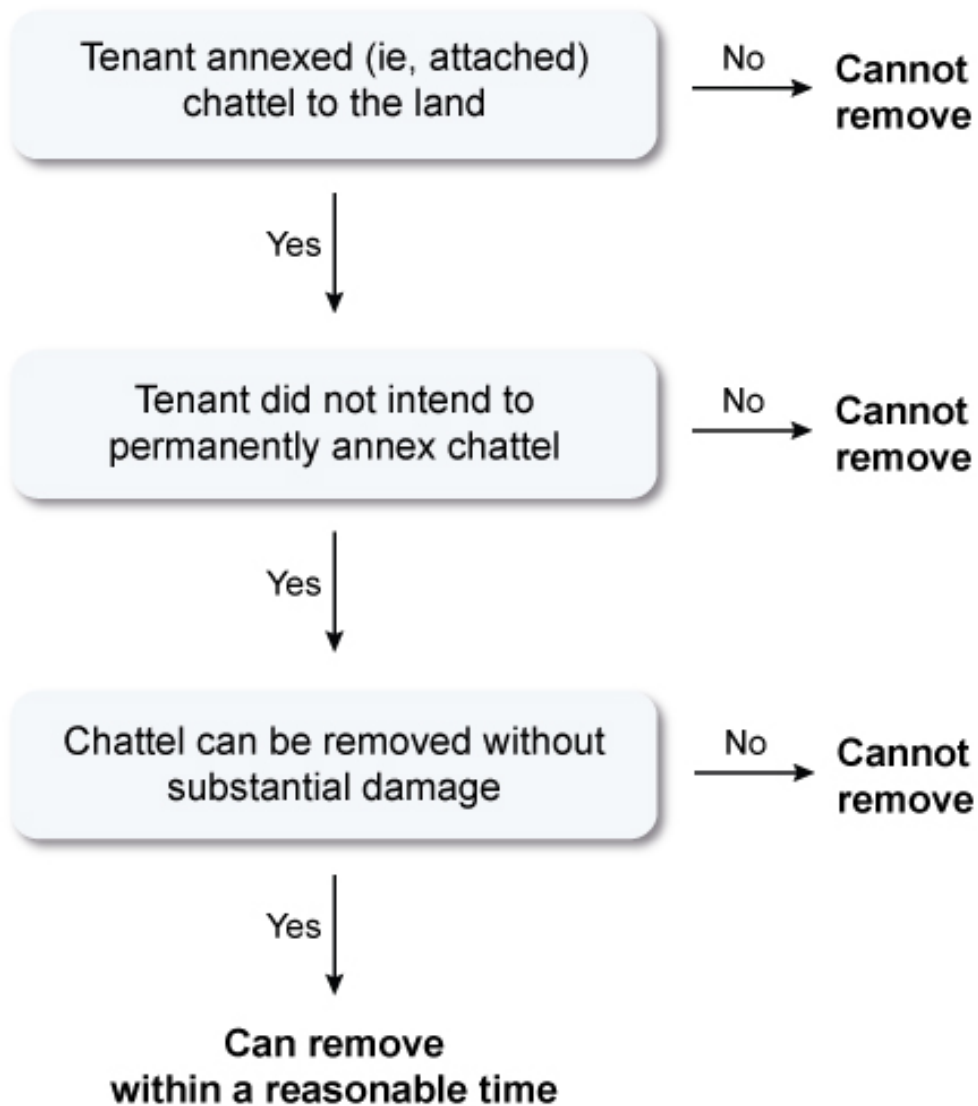 Tenant annexed (ie, attached)
chattel to the land
No
Cannot
remove
Yes
Tenant did not intend to
permanently annex chattel
No
Cannot
remove
Yes
Chattel can be removed without
substantial damage
No
Cannot
remove
Yes
Can remove
within a reasonable time